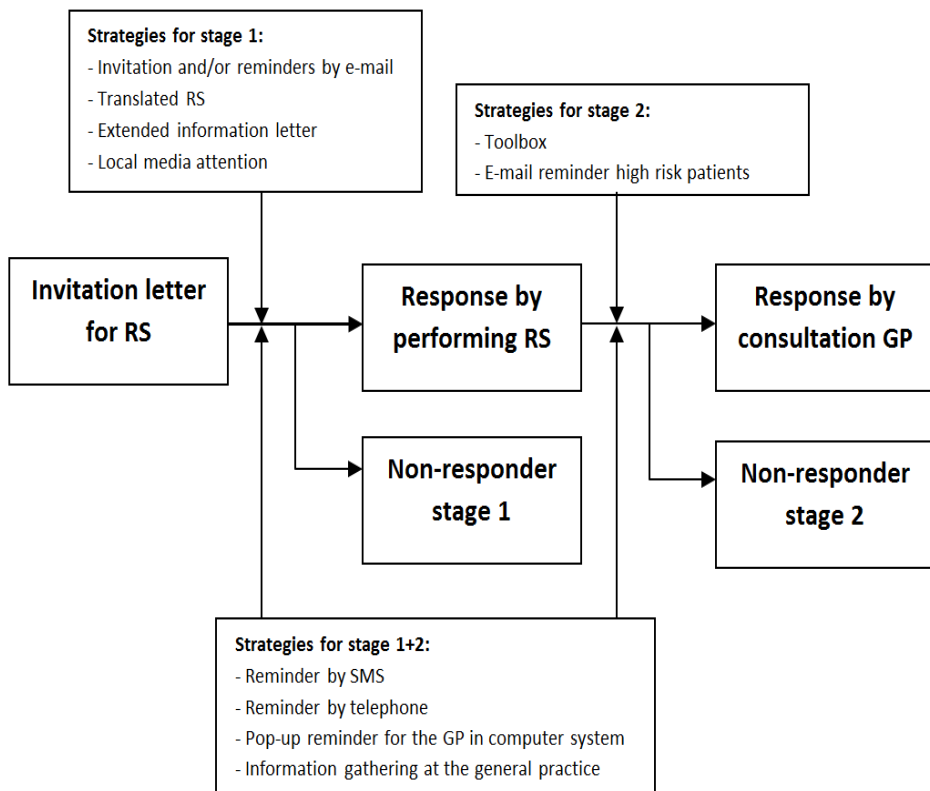 Strategies for stage 1:
- Invitation and/or reminders by e-mail
- Translated RS
- Extended information letter
- Local media attention
Strategies for stage 2:
- Toolbox
- E-mail reminder high risk patients
Invitation letter
for RS
Response by
performing RS
Response by
consultation GP
Non-responder
stage 1
Non-responder
stage 2
Strategies for stage 1+2:
- Reminder by SMS
- Reminder by telephone
- Pop-up reminder for the GP in computer system
- Information gathering at the general practice